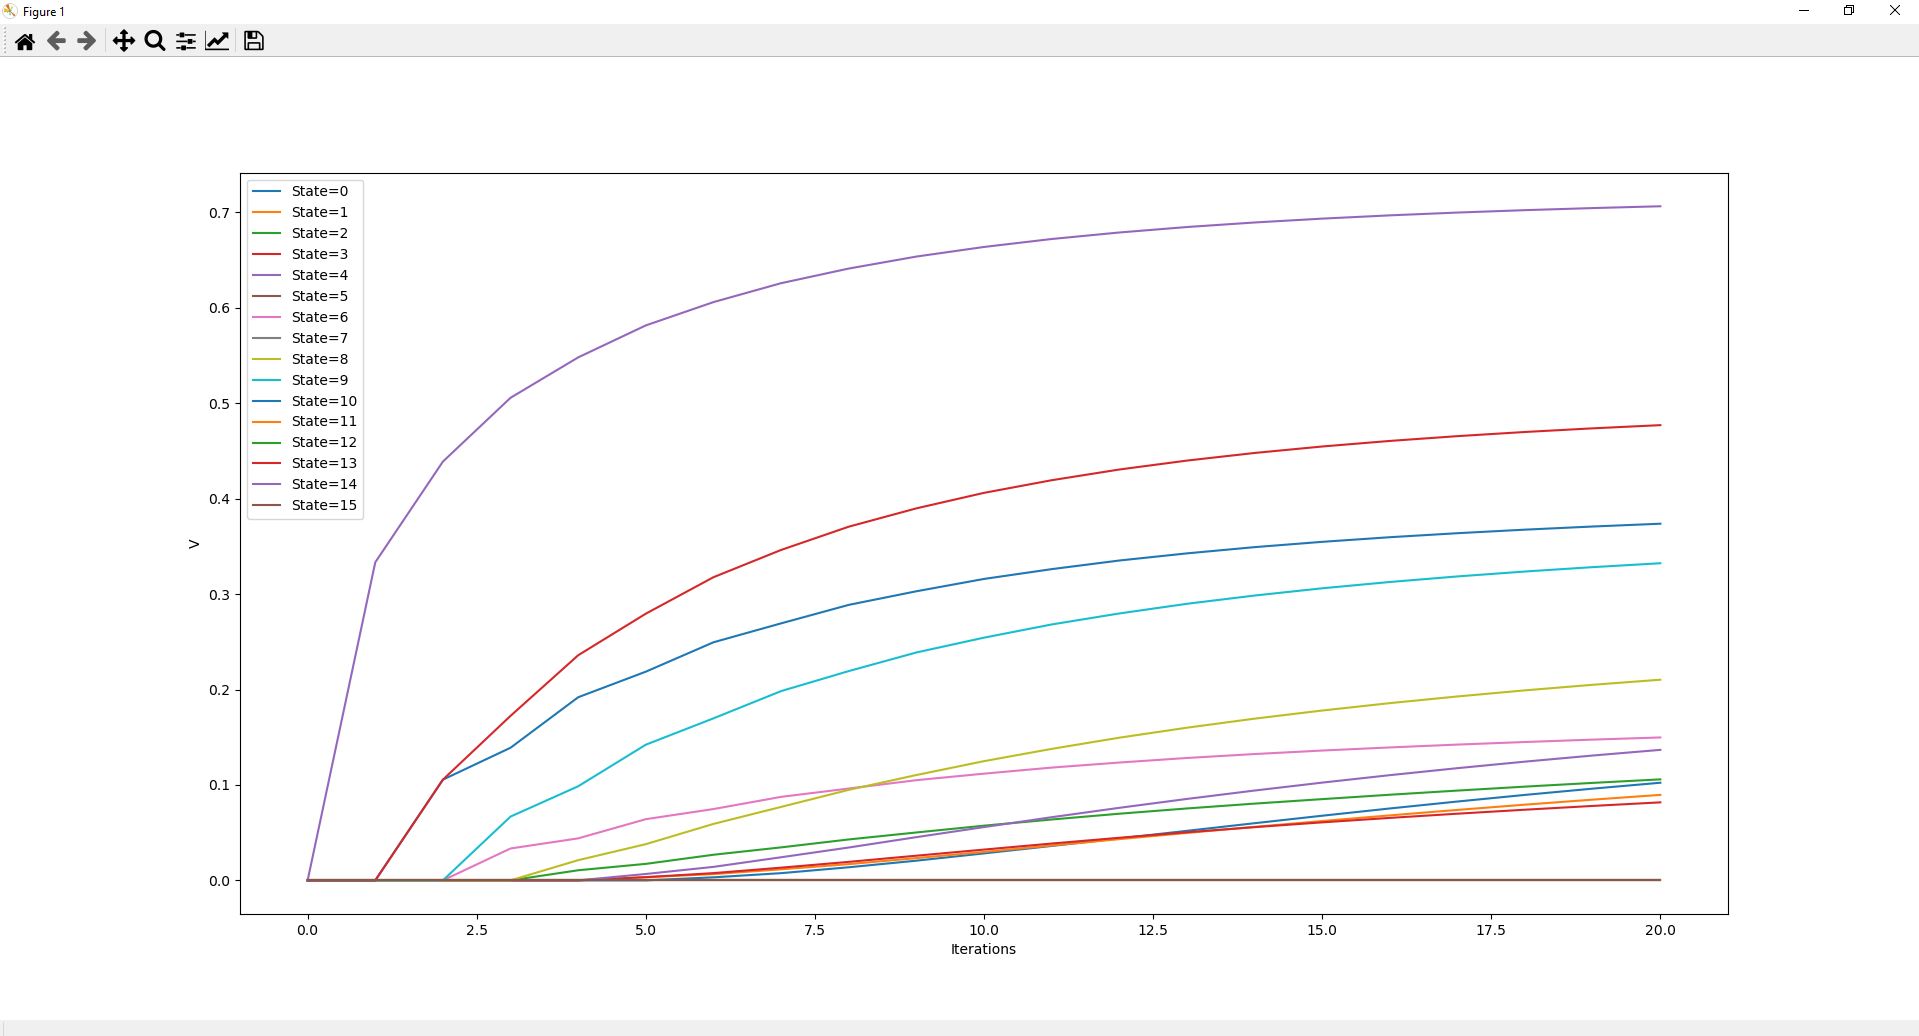 Figure 1
State=0
State=1
State=2
State=3
State=4
State=5
State=6
State=7
State=8
State=9
State=10
State=11
State=12
State=13
State=14
State=15
0.7
0.6
0.5
0.4
0.3
0.2
0.1
0.0
V
0.0 2.5 5.0 7.5 10.0 12.5 15.0 17.5 20.0
Iterations